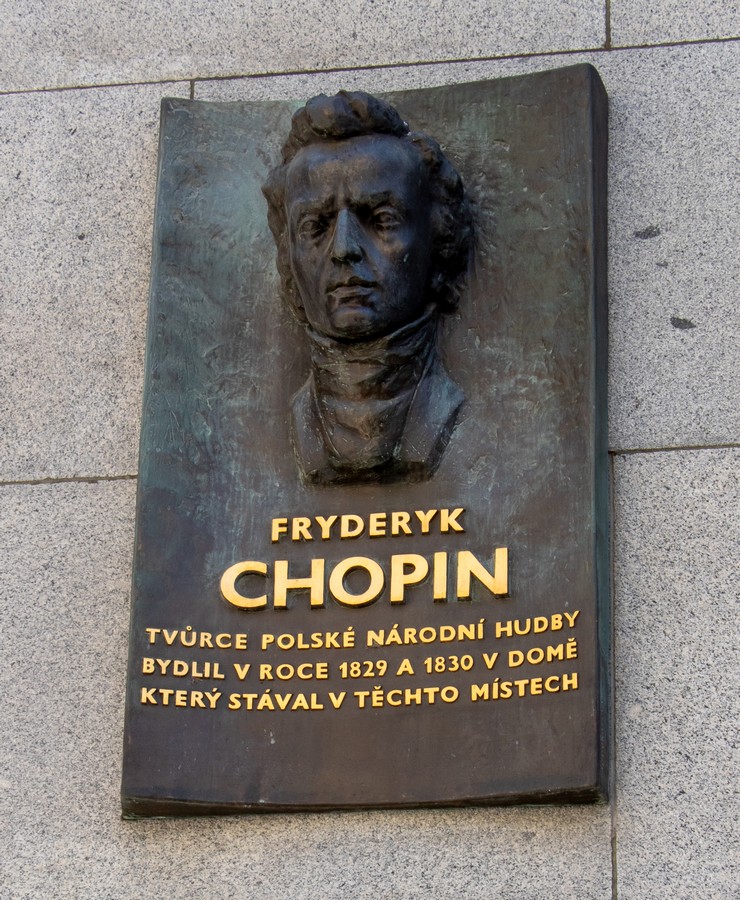 FRYDERYK
CHOPIN
TVŮRCE POLSKÉ NÁRODNÍ HUDBY
BYDLIL V ROCE 1829 A 1830 V DOMĚ
KTERÝ STÁVAL V TĚCHTO MÍSTECH